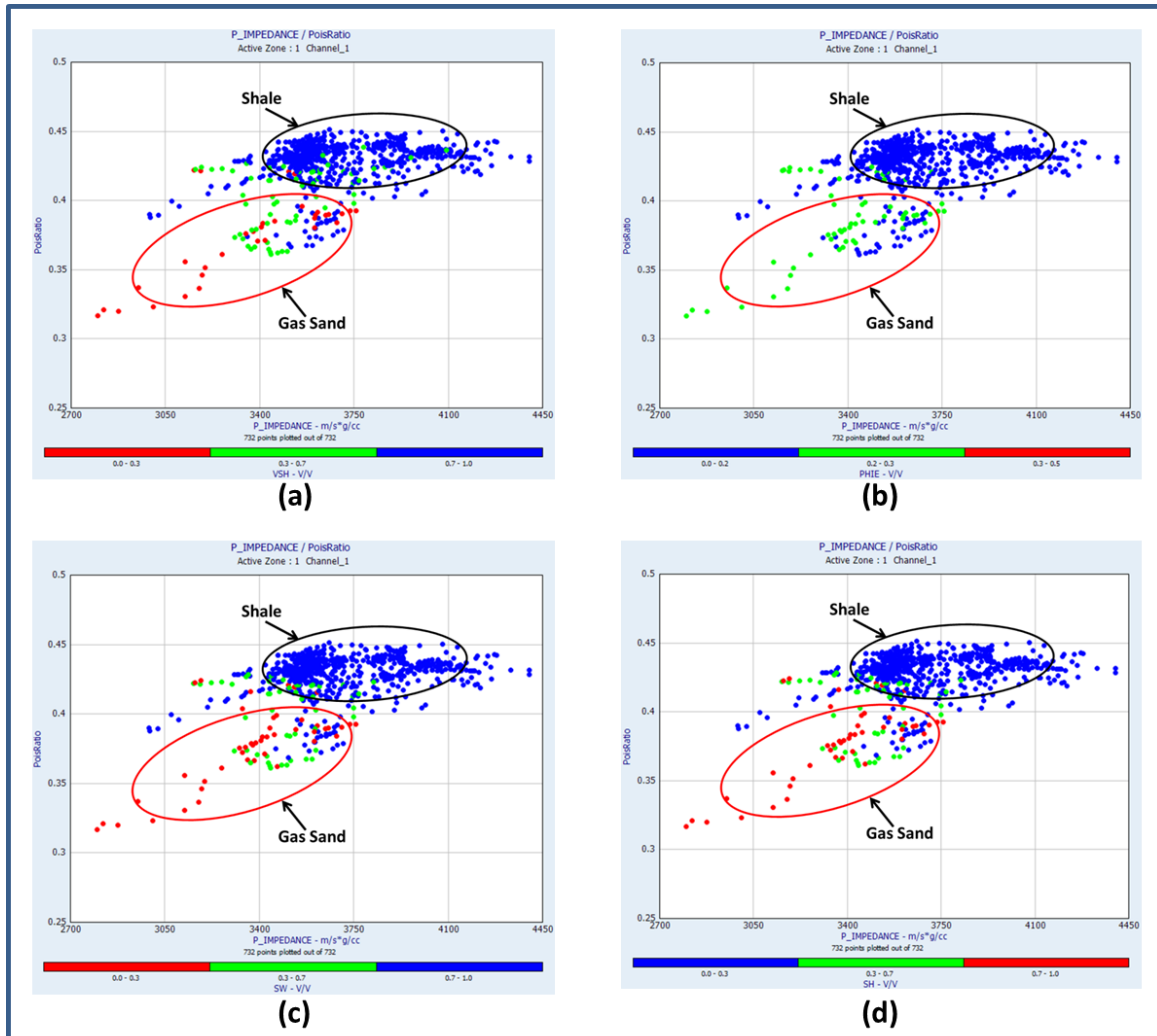 P_IMPEDANCE / PoisRatio
Active Zone : 1 Channel_1
0.5
0.45
0.4
0.35
0.3
0.25
PoisRatio
Shale
Gas Sand
2700 3050 3400 3750 4100 4450
P_IMPEDANCE - m/s*g/cc
732 points plotted out of 732
0.0 - 0.3 0.3 - 0.7 0.7 - 1.0
VSH - V/V
(a)
P_IMPEDANCE / PoisRatio
Active Zone : 1 Channel_1
0.5
0.45
0.4
0.35
0.3
0.25
PoisRatio
Shale
Gas Sand
2700 3050 3400 3750 4100 4450
P_IMPEDANCE - m/s*g/cc
732 points plotted out of 732
0.0 - 0.2 0.2 - 0.3 0.3 - 0.5
PHIE - V/V
(b)
P_IMPEDANCE / PoisRatio
Active Zone : 1 Channel_1
0.5
0.45
0.4
0.35
0.3
0.25
PoisRatio
Shale
Gas Sand
2700 3050 3400 3750 4100 4450
P_IMPEDANCE - m/s*g/cc
732 points plotted out of 732
0.0 - 0.3 0.3 - 0.7 0.7 - 1.0
SW - V/V
(c)
P_IMPEDANCE / PoisRatio
Active Zone : 1 Channel_1
0.5
0.45
0.4
0.35
0.3
0.25
PoisRatio
Shale
Gas Sand
2700 3050 3400 3750 4100 4450
P_IMPEDANCE - m/s*g/cc
732 points plotted out of 732
0.0 - 0.3 0.3 - 0.7 0.7 - 1.0
SH - V/V
(d)